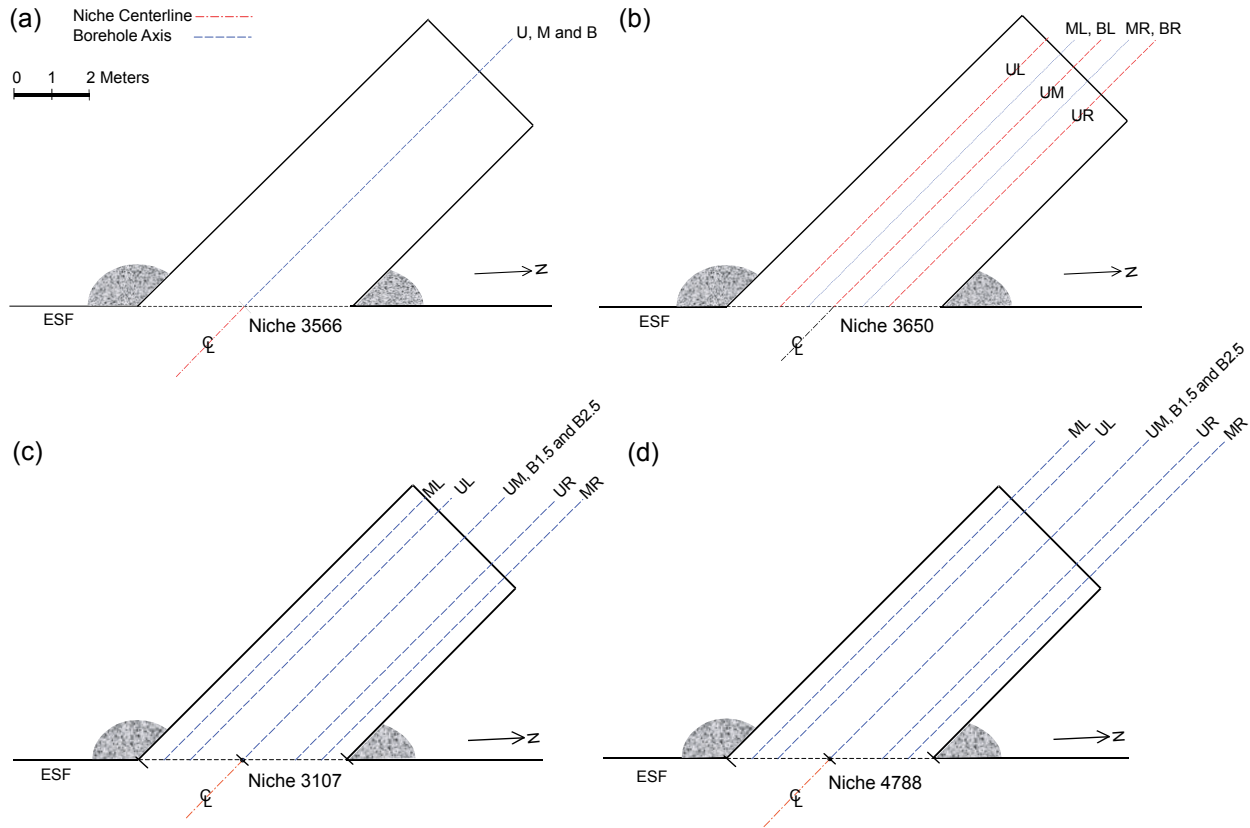 (a)
Niche Centerline
Borehole Axis
0 1 2 Meters
U, M and B
N
ESF
Niche 3566
CL
(b)
ML, BL MR, BR
UL
UM
UR
N
ESF
Niche 3650
CL
(c)
ML
UL
UM, B1.5 and B2.5
UR
MR
N
ESF
Niche 3107
CL
(d)
ML
UL
UM, B1.5 and B2.5
UR
MR
N
ESF
Niche 4788
CL